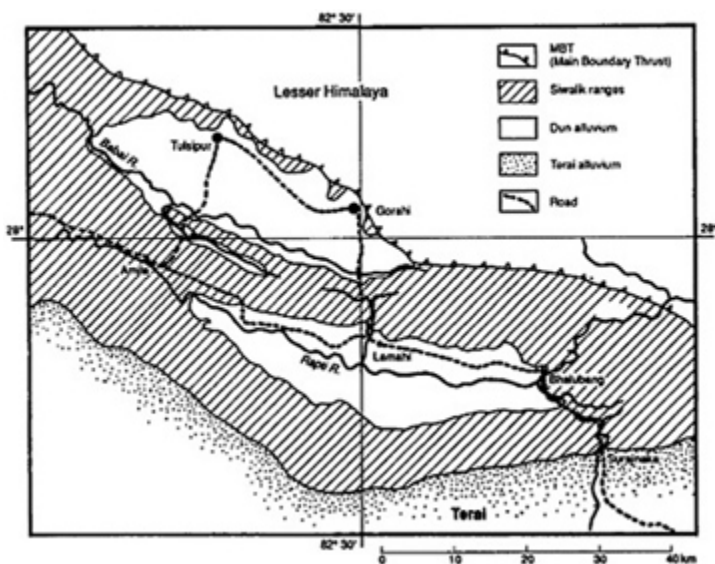 82° 30'
MBT
(Main Boundary Thrust)
Lesser Himalaya
Siwalik ranges
Dun alluvium
Tulsipur
Babai R.
Terai alluvium
Road
Gorahi
28°
28°
Lamahi
Rapti R.
Bhalubang
Terai
82° 30'
0 10 20 30 40 km